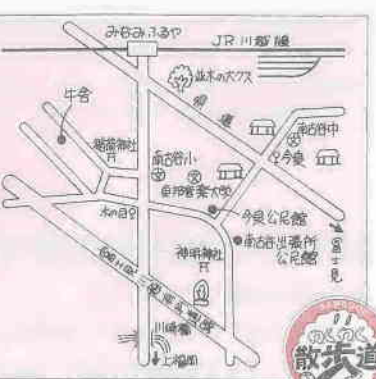 みなみふるや
JR川越線
並木の大クス
牛舎
県道
稲荷神社
南古谷小
南古谷中
今泉
東邦音楽大学
木の目
今泉公民館
南古谷出張所
公民館
富士見
神明神社
川崎橋
上福岡
わくわく
散歩道